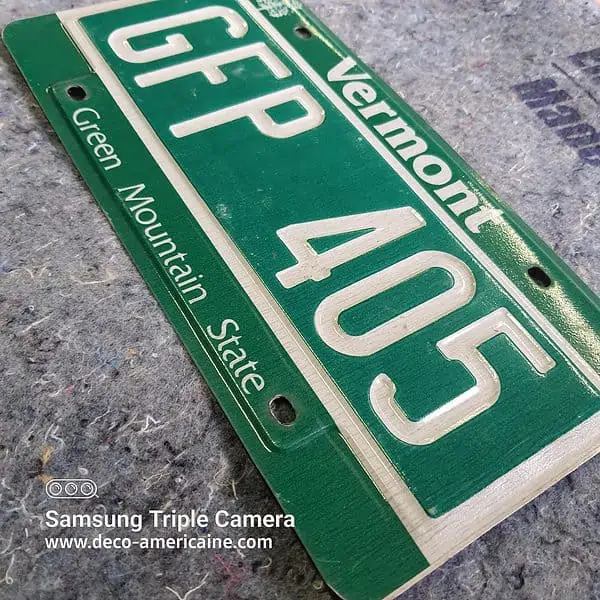 Vermont
GFP 405
Green Mountain State
Samsung Triple Camera
www.deco-americaine.com